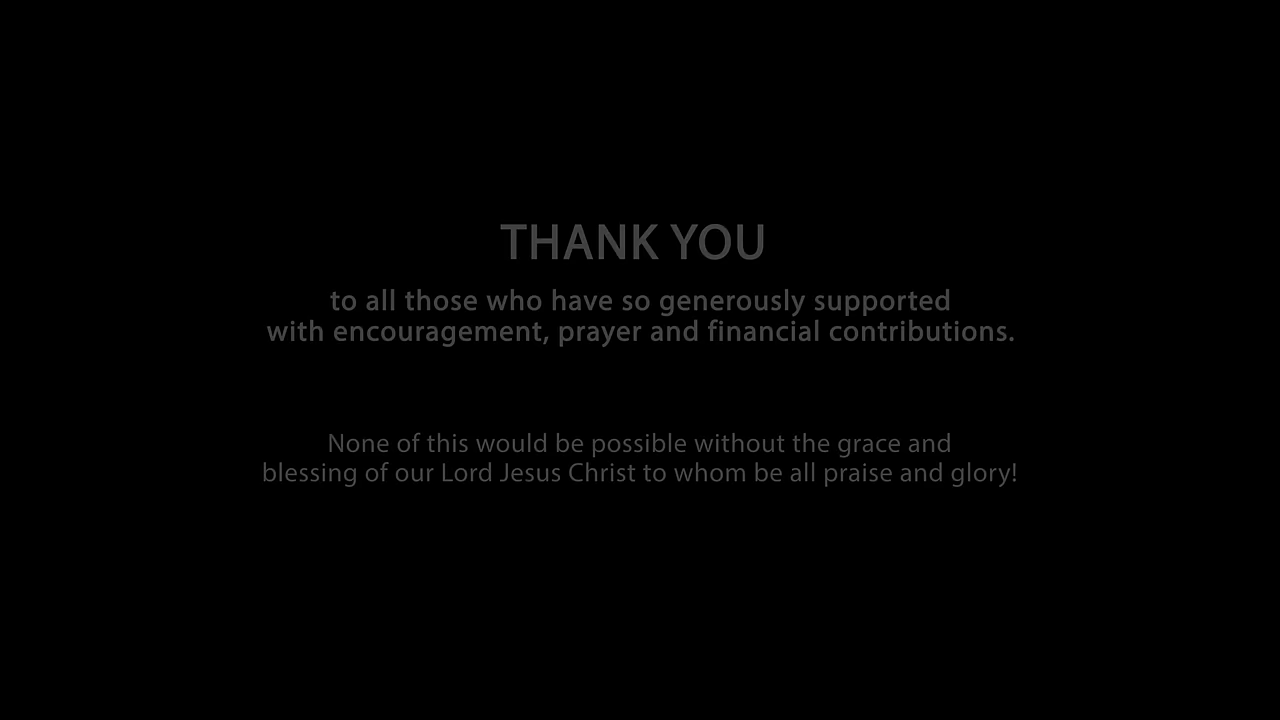 THANK YOU
to all those who have so generously supported
with encouragement, prayer and financial contributions.
None of this would be possible without the grace and
blessing of our Lord Jesus Christ to whom be all praise and glory!